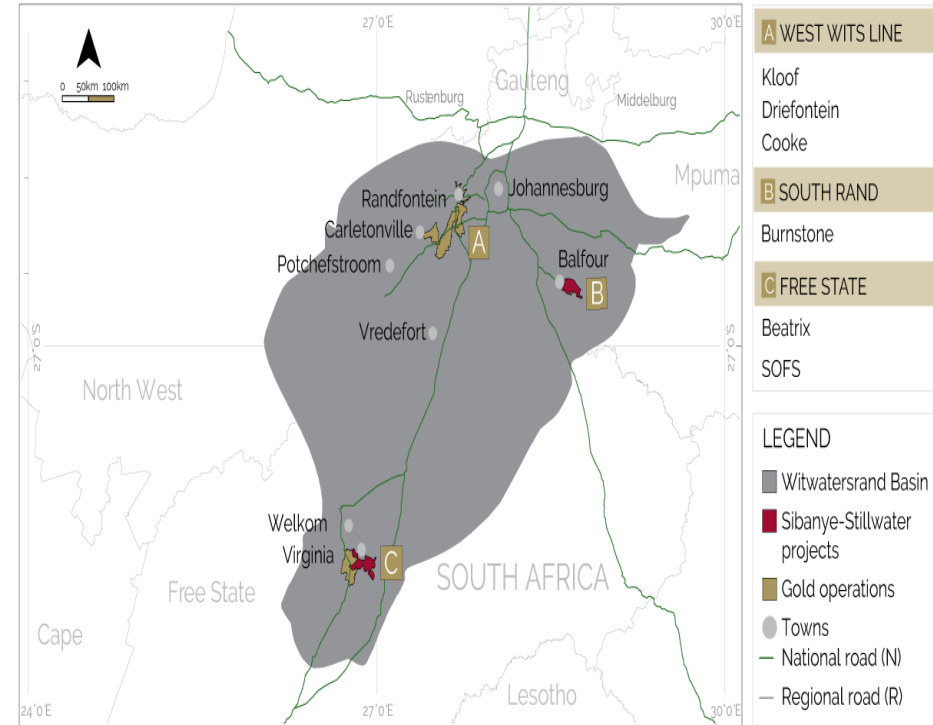 27°0'E
30°0'E
0 50km 100km
Gauteng
Rustenburg
Middelburg
Mpuma
Randfontein
Johannesburg
Carletonville
A
Potchefstroom
Balfour
B
Vredefort
27°0'S
27°0'S
North West
Welkom
Virginia
C
SOUTH AFRICA
Free State
Cape
Lesotho
24°0'E
27°0'E
30°0'E
A WEST WITS LINE
Kloof
Driefontein
Cooke
B SOUTH RAND
Burnstone
C FREE STATE
Beatrix
SOFS
LEGEND
Witwatersrand Basin
Sibanye-Stillwater
projects
Gold operations
Towns
National road (N)
Regional road (R)